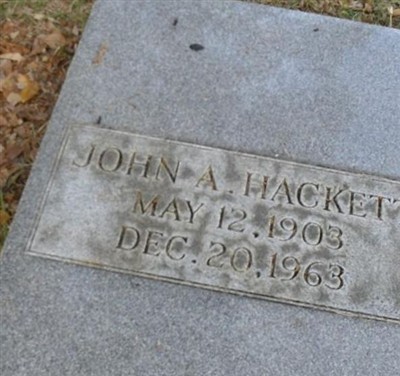 JOHN A. HACKETT
MAY 12, 1903
DEC. 20, 1963